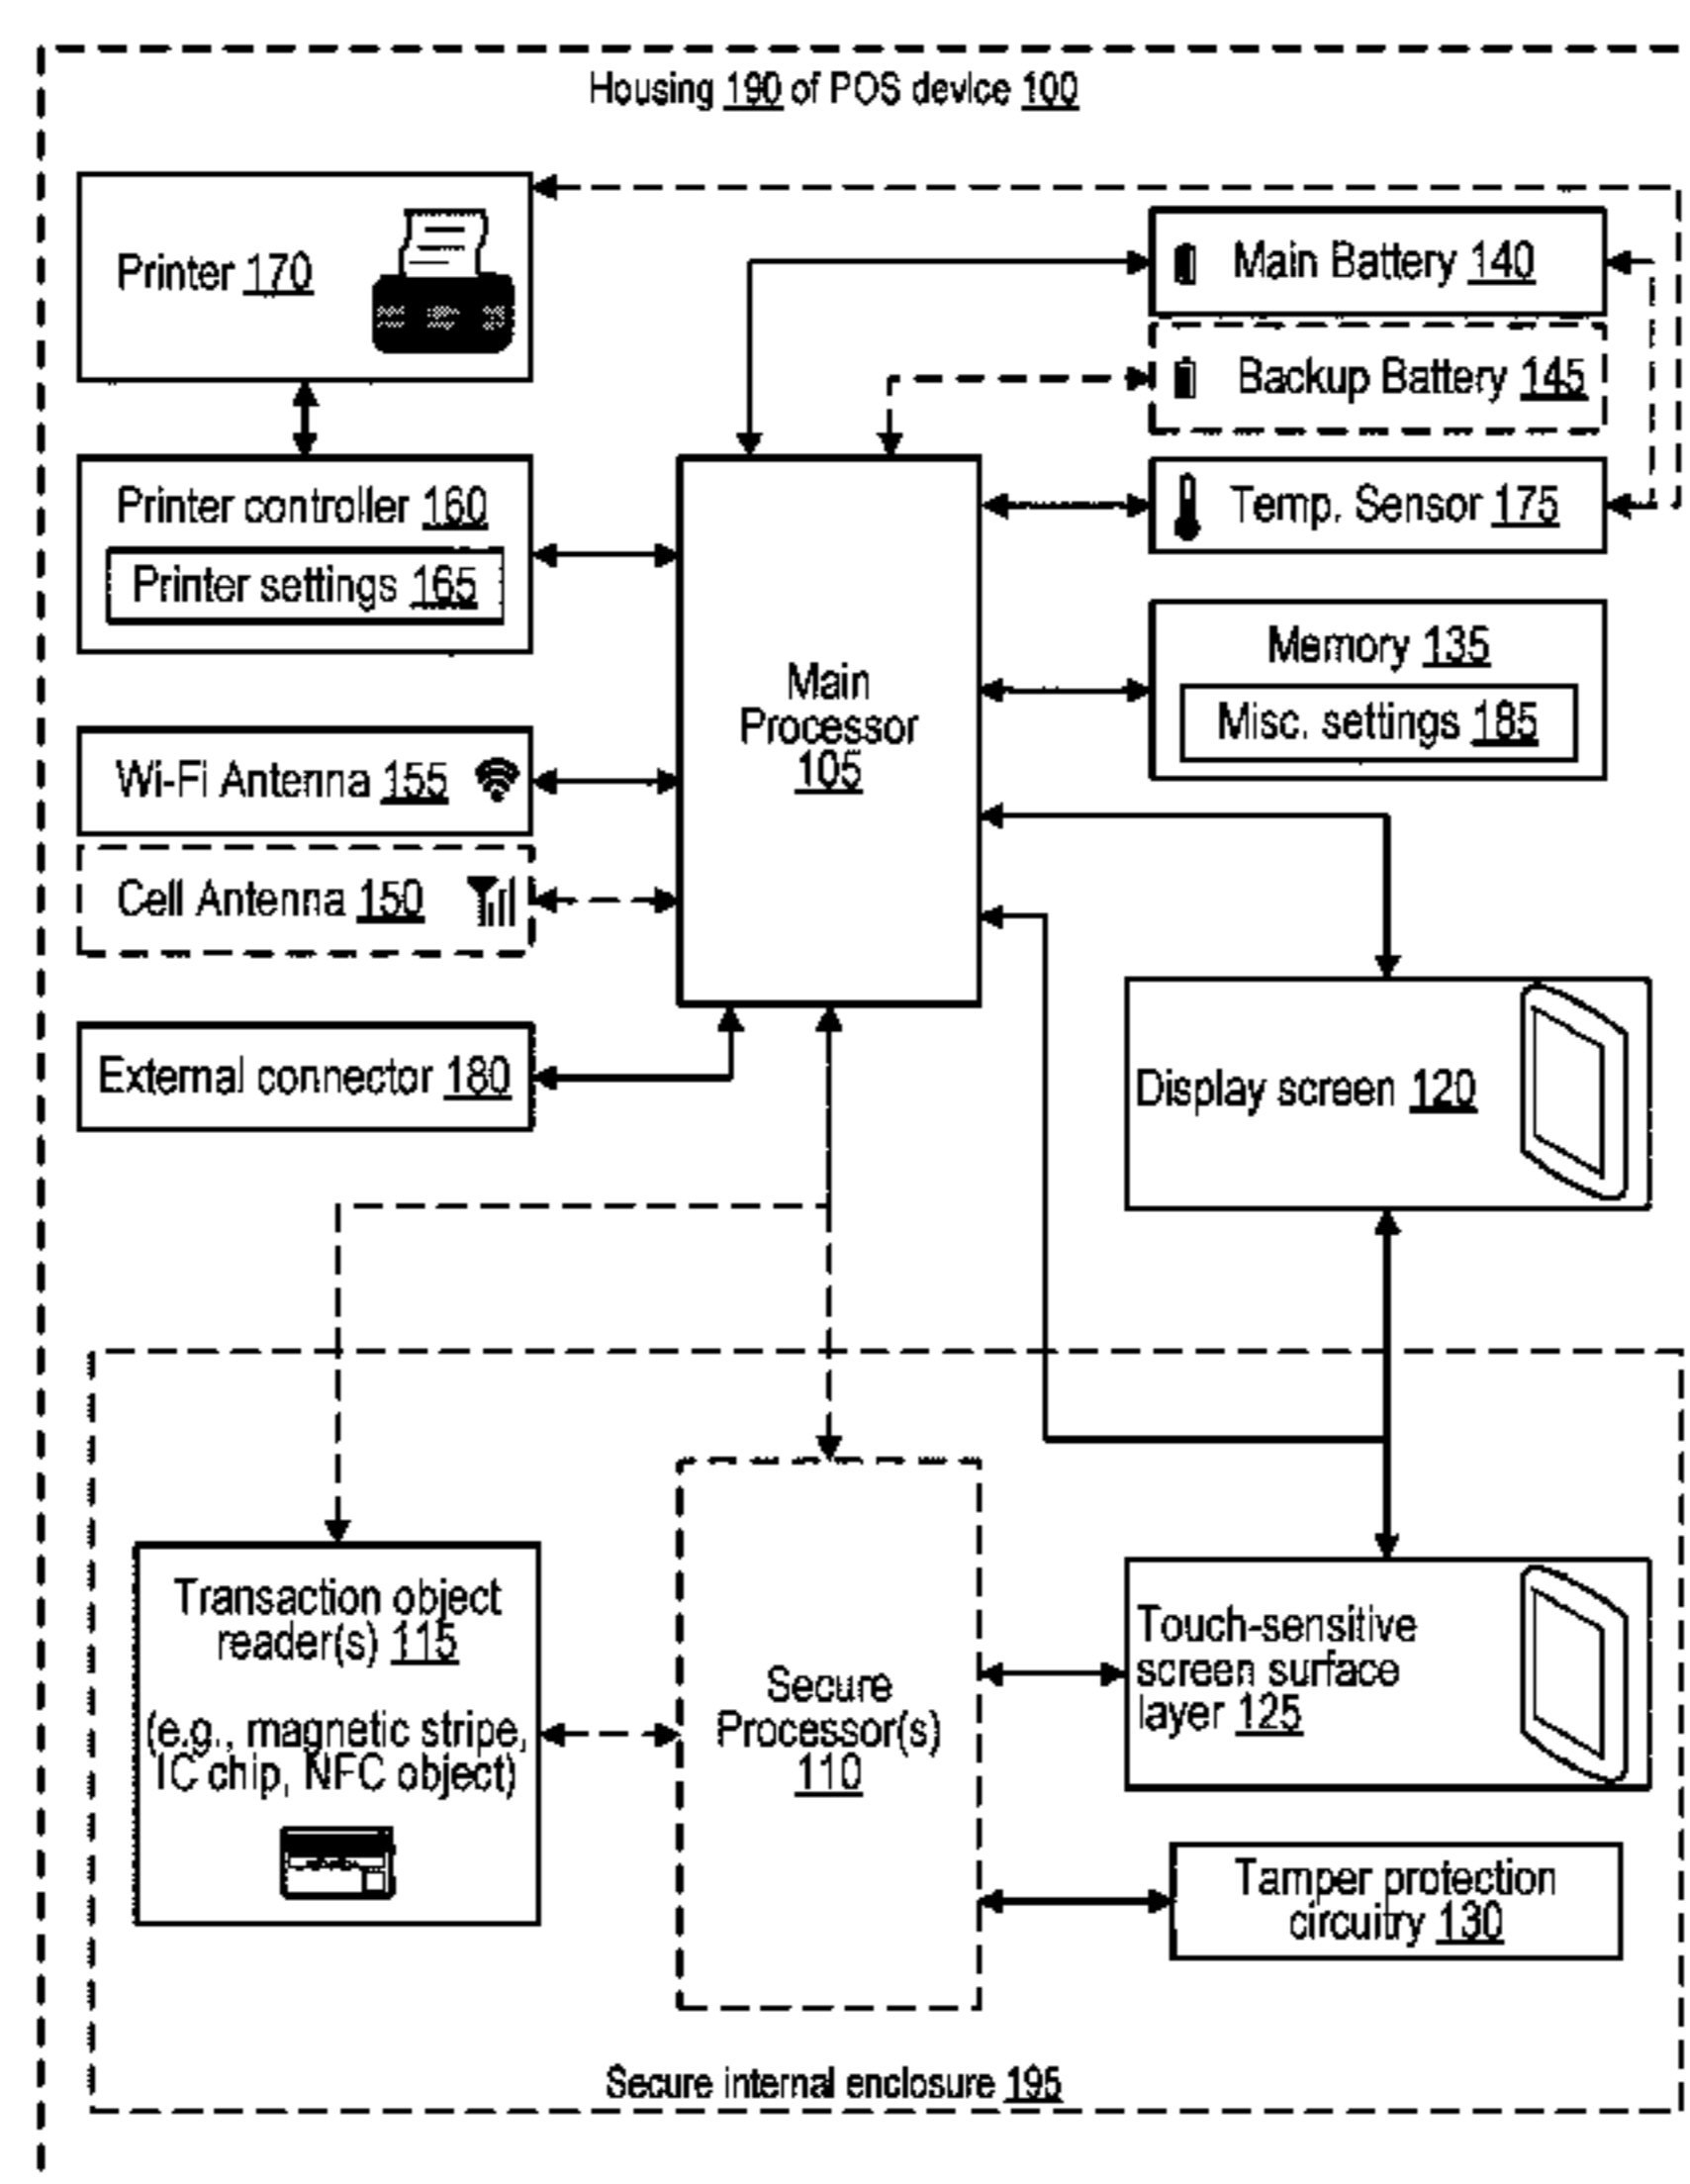 Housing 190 of POS device 100
Printer 170
Main Battery 140
Backup Battery 145
Printer controller 160
Printer settings 165
Temp. Sensor 175
Main
Processor
105
Memory 135
Misc. settings 185
Wi-Fi Antenna 155
Cell Antenna 150
External connector 180
Display screen 120
Transaction object
reader(s) 115
(e.g., magnetic stripe,
IC chip, NFC object)
Secure
Processor(s)
110
Touch-sensitive
screen surface
layer 125
Tamper protection
circuitry 130
Secure internal enclosure 195